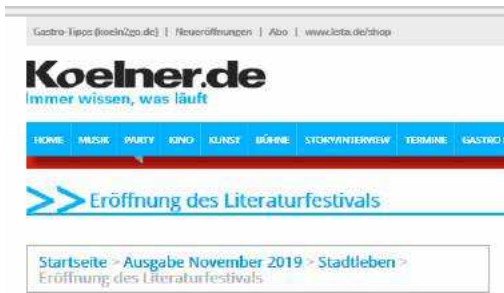 Gastro-Tipps (koeln2go.de) | Neueröffnungen | Abo | www.lesta.de/shop
Koelner.de
Immer wissen, was läuft
HOME MUSIK PARTY KINO KUNST BÜHNE STORY/INTERVIEW TERMINE GASTRO
>> Eröffnung des Literaturfestivals
Startseite > Ausgabe November 2019 > Stadtleben >
Eröffnung des Literaturfestivals